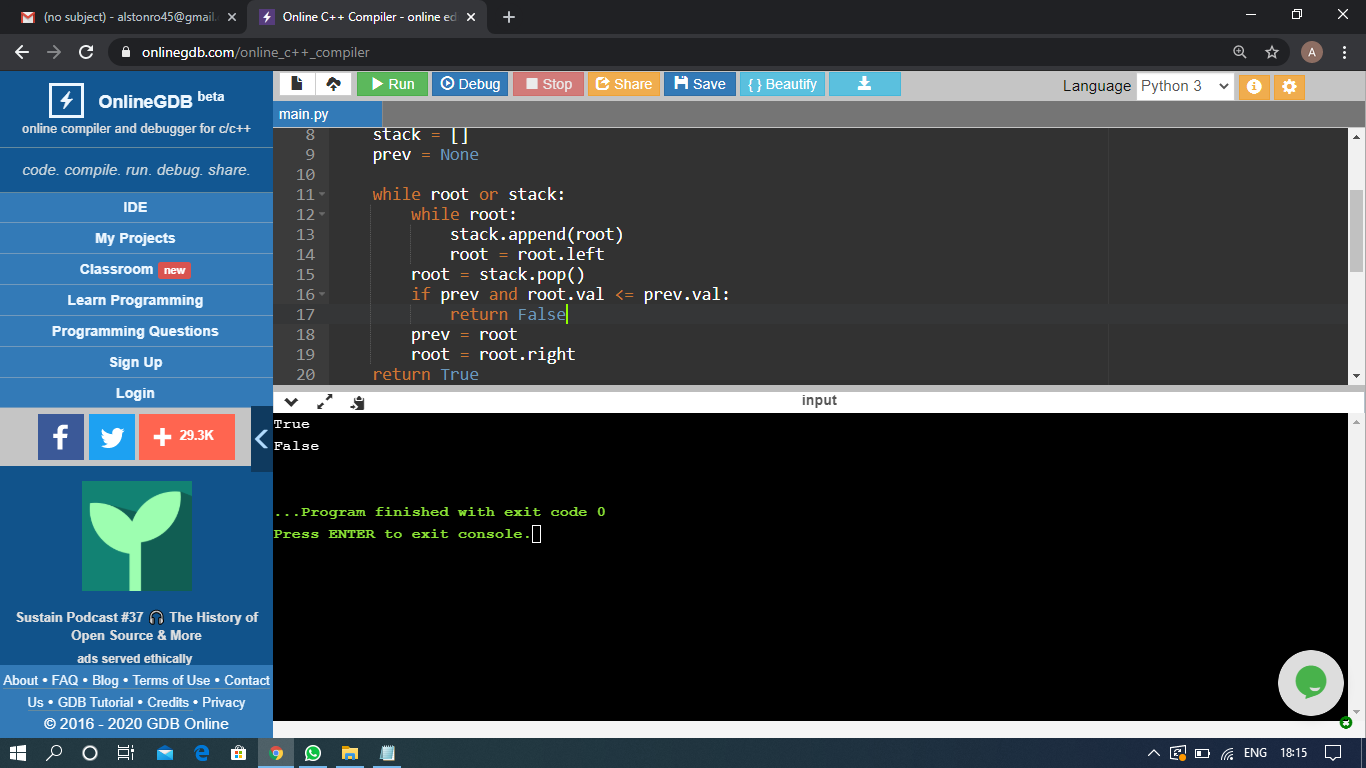 (no subject) - alstonro45@gmail.
Online C++ Compiler - online ed
onlinegdb.com/online_c++_compiler
A
OnlineGDB beta
online compiler and debugger for c/c++
code. compile. run. debug. share.
IDE
My Projects
Classroom new
Learn Programming
Programming Questions
Sign Up
Login
29.3K
Sustain Podcast #37 🎧 The History of
Open Source & More
ads served ethically
About • FAQ • Blog • Terms of Use • Contact
Us • GDB Tutorial • Credits • Privacy
© 2016 - 2020 GDB Online
Run Debug Stop Share Save { } Beautify
Language Python 3
main.py
8 stack = []
9 prev = None
10
11 while root or stack:
12 while root:
13 stack.append(root)
14 root = root.left
15 root = stack.pop()
16 if prev and root.val <= prev.val:
17 return False
18 prev = root
19 root = root.right
20 return True
input
True
False
...Program finished with exit code 0
Press ENTER to exit console.
ENG 18:15